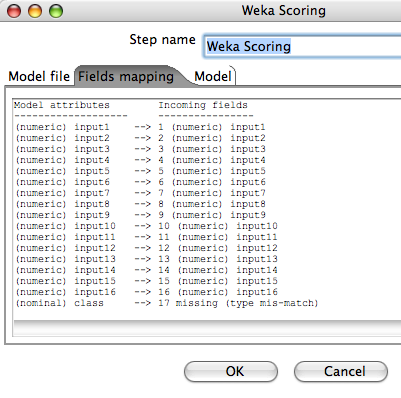 Weka Scoring
Step name Weka Scoring
Model file Fields mapping Model
Model attributes Incoming fields
------------------- ----------------
(numeric) input1 --> 1 (numeric) input1
(numeric) input2 --> 2 (numeric) input2
(numeric) input3 --> 3 (numeric) input3
(numeric) input4 --> 4 (numeric) input4
(numeric) input5 --> 5 (numeric) input5
(numeric) input6 --> 6 (numeric) input6
(numeric) input7 --> 7 (numeric) input7
(numeric) input8 --> 8 (numeric) input8
(numeric) input9 --> 9 (numeric) input9
(numeric) input10 --> 10 (numeric) input10
(numeric) input11 --> 11 (numeric) input11
(numeric) input12 --> 12 (numeric) input12
(numeric) input13 --> 13 (numeric) input13
(numeric) input14 --> 14 (numeric) input14
(numeric) input15 --> 15 (numeric) input15
(numeric) input16 --> 16 (numeric) input16
(nominal) class --> 17 missing (type mis-match)
OK Cancel